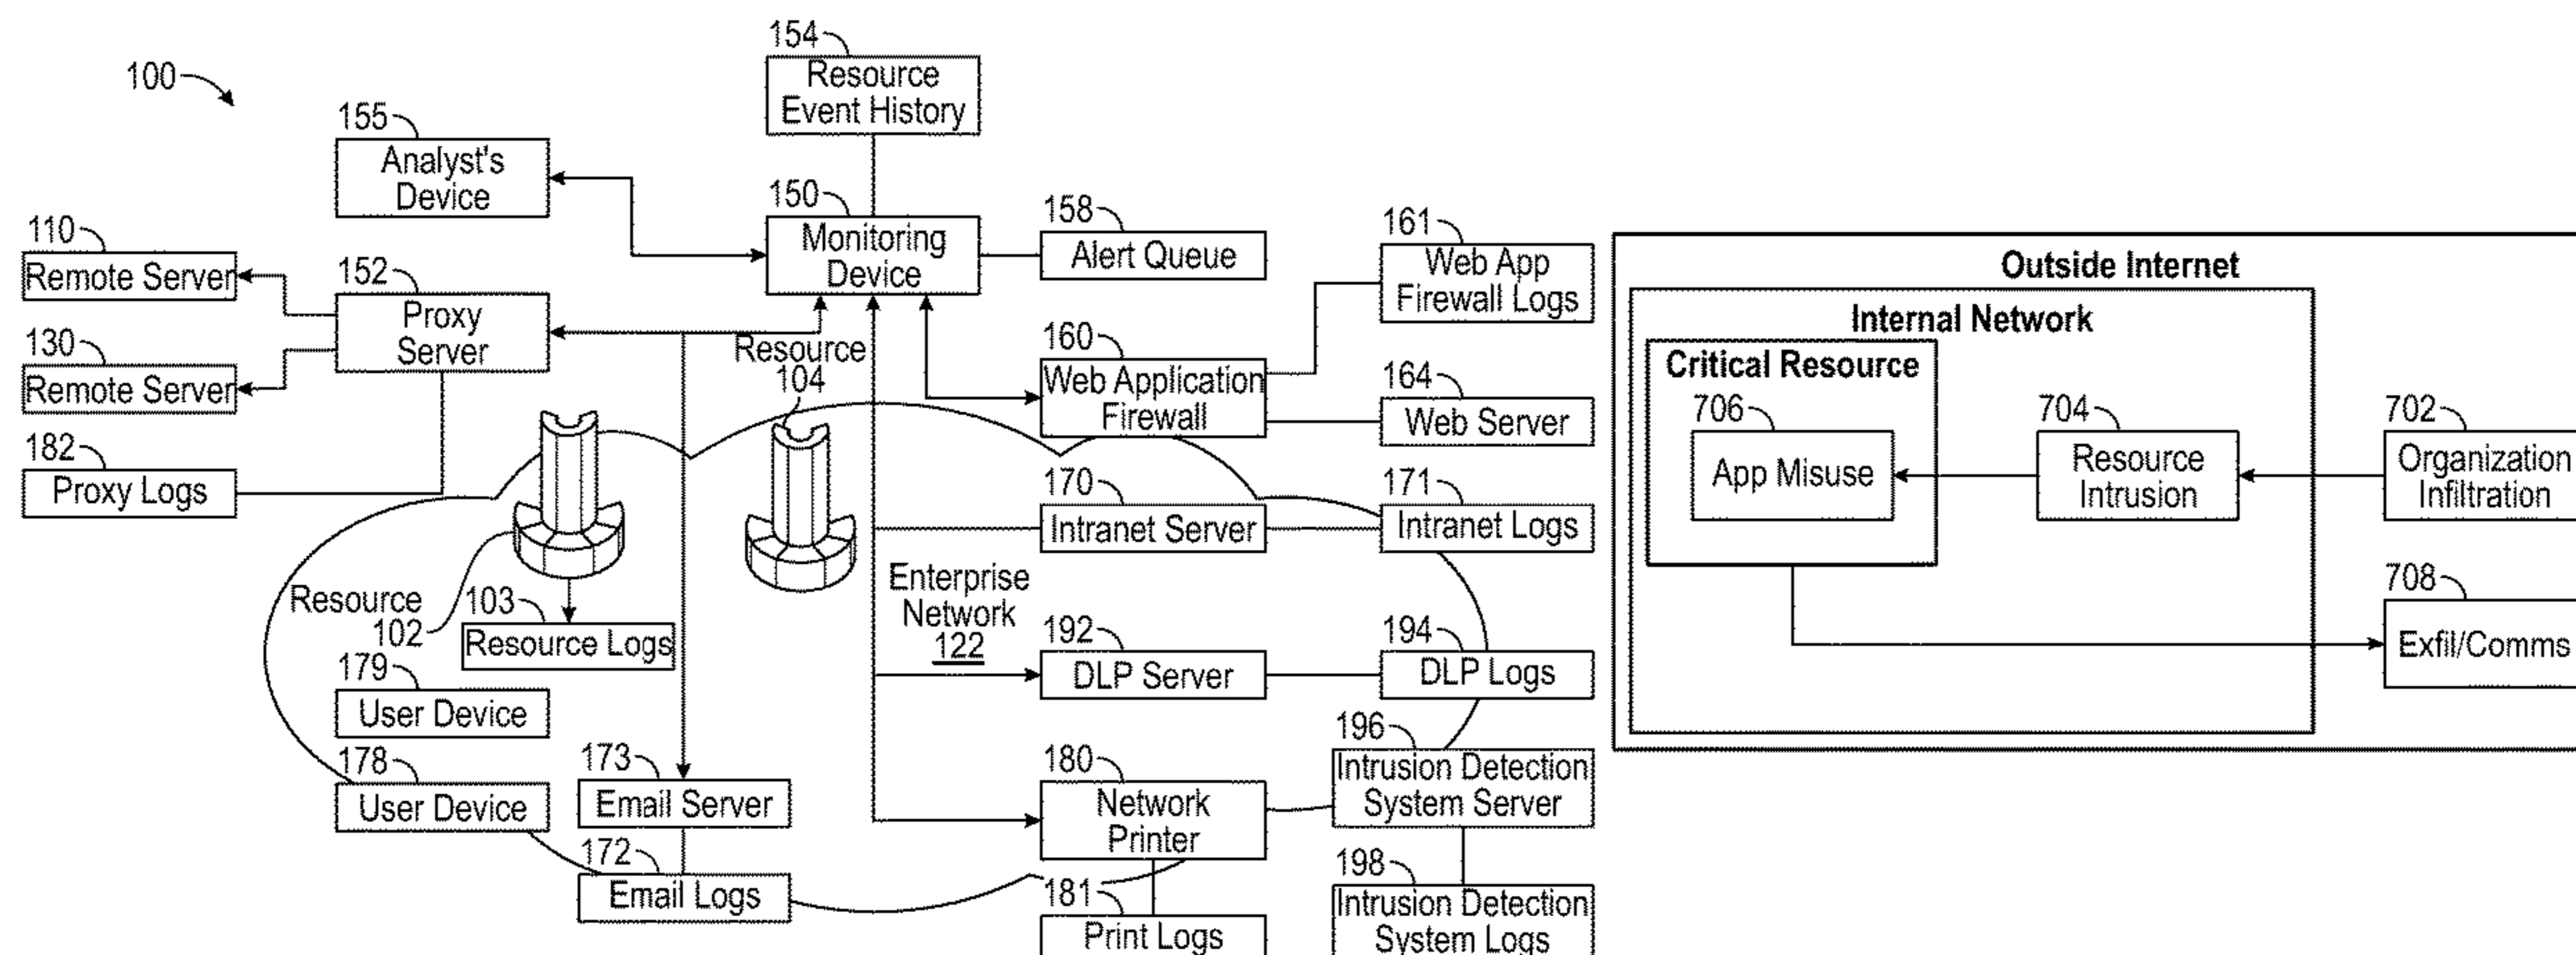 100
154
Resource
Event History
155
Analyst's
Device
150
Monitoring
Device
158
Alert Queue
161
Web App
Firewall Logs
110
Remote Server
152
Proxy
Server
130
Remote Server
Resource
104
160
Web Application
Firewall
164
Web Server
182
Proxy Logs
170
Intranet Server
171
Intranet Logs
Resource
102
103
Resource Logs
Enterprise
Network
122
192
DLP Server
194
DLP Logs
179
User Device
178
User Device
173
Email Server
172
Email Logs
180
Network
Printer
181
Print Logs
196
Intrusion Detection
System Server
198
Intrusion Detection
System Logs
Outside Internet
Internal Network
Critical Resource
706
App Misuse
704
Resource
Intrusion
702
Organization
Infiltration
708
Exfil/Comms